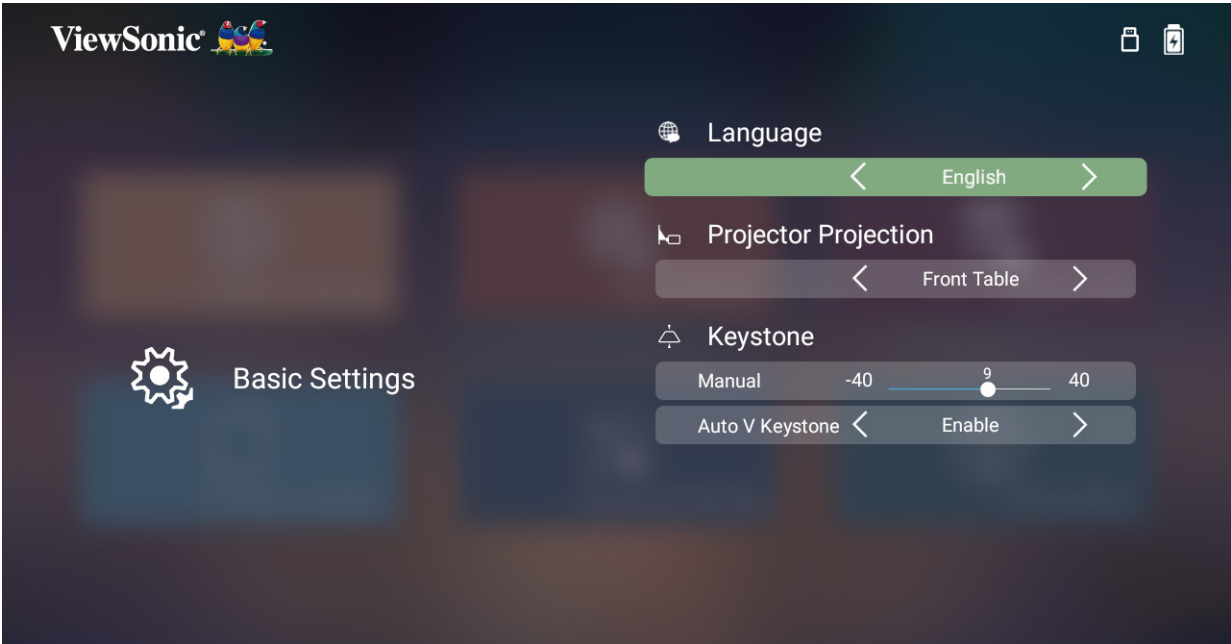 ViewSonic®
Language
English
Projector Projection
Front Table
Keystone
Basic Settings
Manual -40 9 40
Auto V Keystone Enable